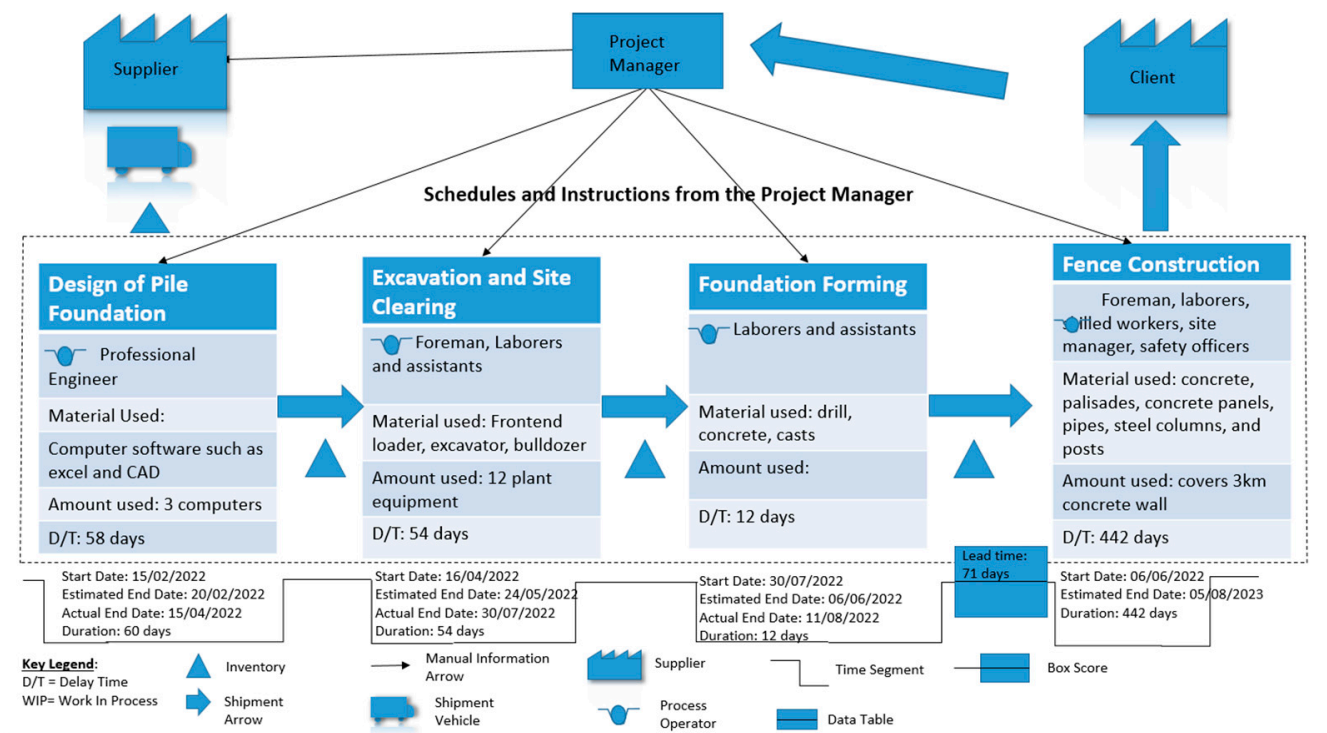 Supplier
Project
Manager
Client
Schedules and Instructions from the Project Manager
Design of Pile
Foundation
Professional
Engineer
Material Used:
Computer software such as
excel and CAD
Amount used: 3 computers
D/T: 58 days
Excavation and Site
Clearing
Foreman, Laborers
and assistants
Material used: Frontend
loader, excavator, bulldozer
Amount used: 12 plant
equipment
D/T: 54 days
Foundation Forming
Laborers and assistants
Material used: drill,
concrete, casts
Amount used:
D/T: 12 days
Fence Construction
Foreman, laborers,
skilled workers, site
manager, safety officers
Material used: concrete,
palisades, concrete panels,
pipes, steel columns, and
posts
Amount used: covers 3km
concrete wall
D/T: 442 days
Start Date: 15/02/2022
Estimated End Date: 20/02/2022
Actual End Date: 15/04/2022
Duration: 60 days
Start Date: 16/04/2022
Estimated End Date: 24/05/2022
Actual End Date: 30/07/2022
Duration: 54 days
Start Date: 30/07/2022
Estimated End Date: 06/06/2022
Actual End Date: 11/08/2022
Duration: 12 days
Lead time:
71 days
Start Date: 06/06/2022
Estimated End Date: 05/08/2023
Duration: 442 days
Key Legend:
D/T = Delay Time
WIP= Work In Process
Inventory
Shipment
Arrow
Manual Information
Arrow
Shipment
Vehicle
Supplier
Process
Operator
Time Segment
Data Table
Box Score